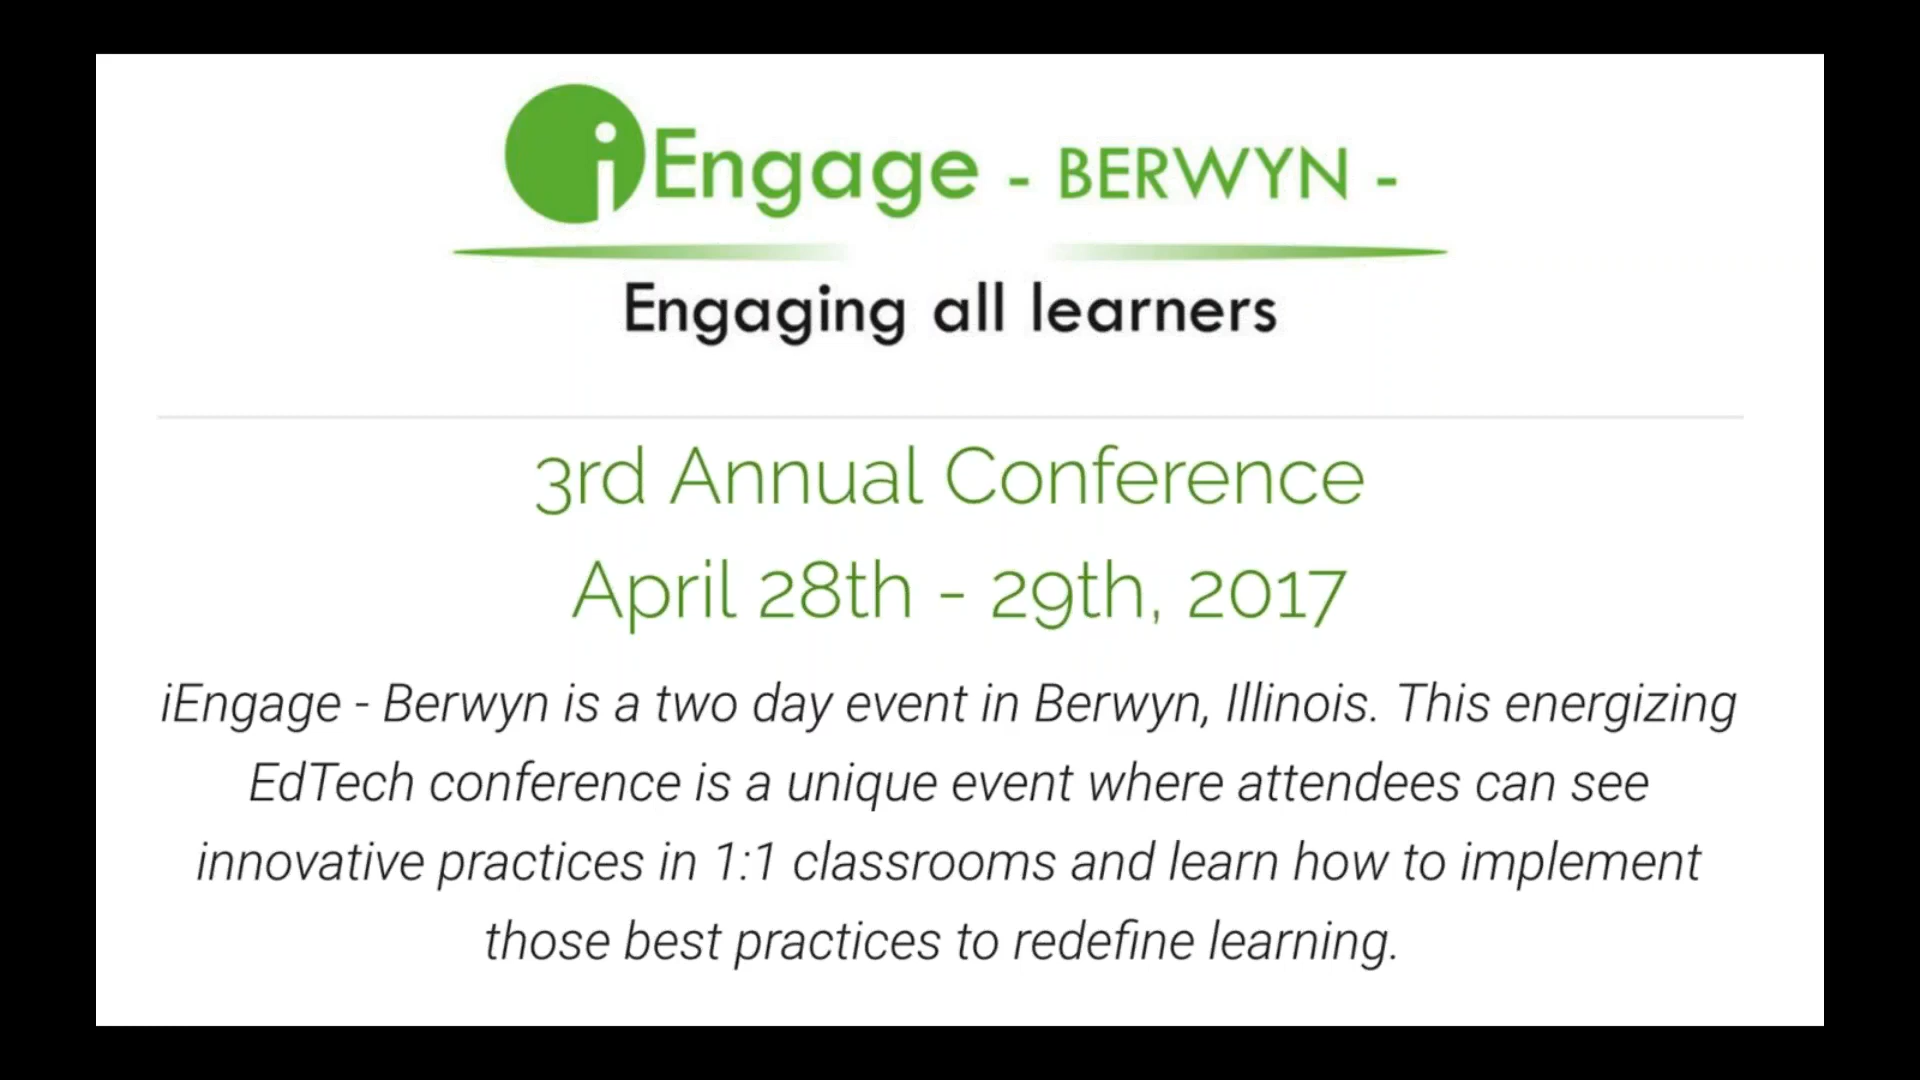 iEngage - BERWYN -
Engaging all learners
3rd Annual Conference
April 28th - 29th, 2017
iEngage - Berwyn is a two day event in Berwyn, Illinois. This energizing
EdTech conference is a unique event where attendees can see
innovative practices in 1:1 classrooms and learn how to implement
those best practices to redefine learning.